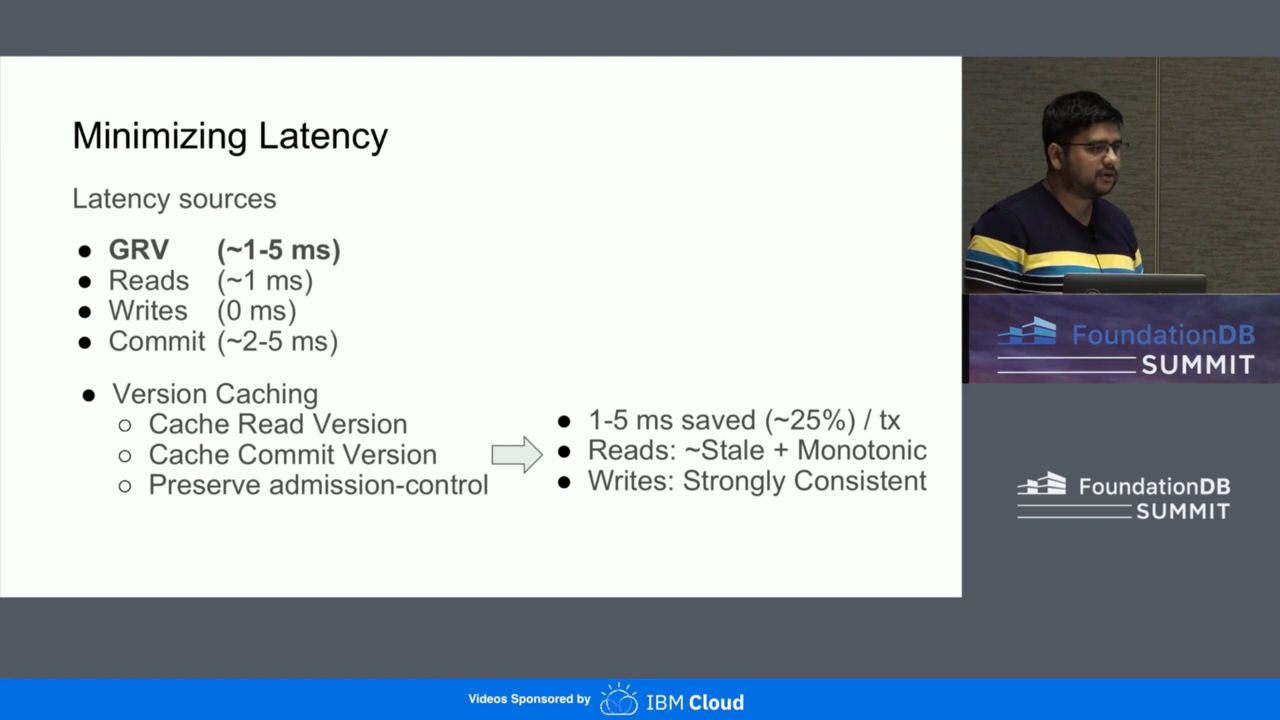 Minimizing Latency
Latency sources
● GRV (~1-5 ms)
● Reads (~1 ms)
● Writes (0 ms)
● Commit (~2-5 ms)
● Version Caching
○ Cache Read Version
○ Cache Commit Version
○ Preserve admission-control
● 1-5 ms saved (~25%) / tx
● Reads: ~Stale + Monotonic
● Writes: Strongly Consistent
FoundationDB
SUMMIT
FoundationDB
SUMMIT
Videos Sponsored by IBM Cloud